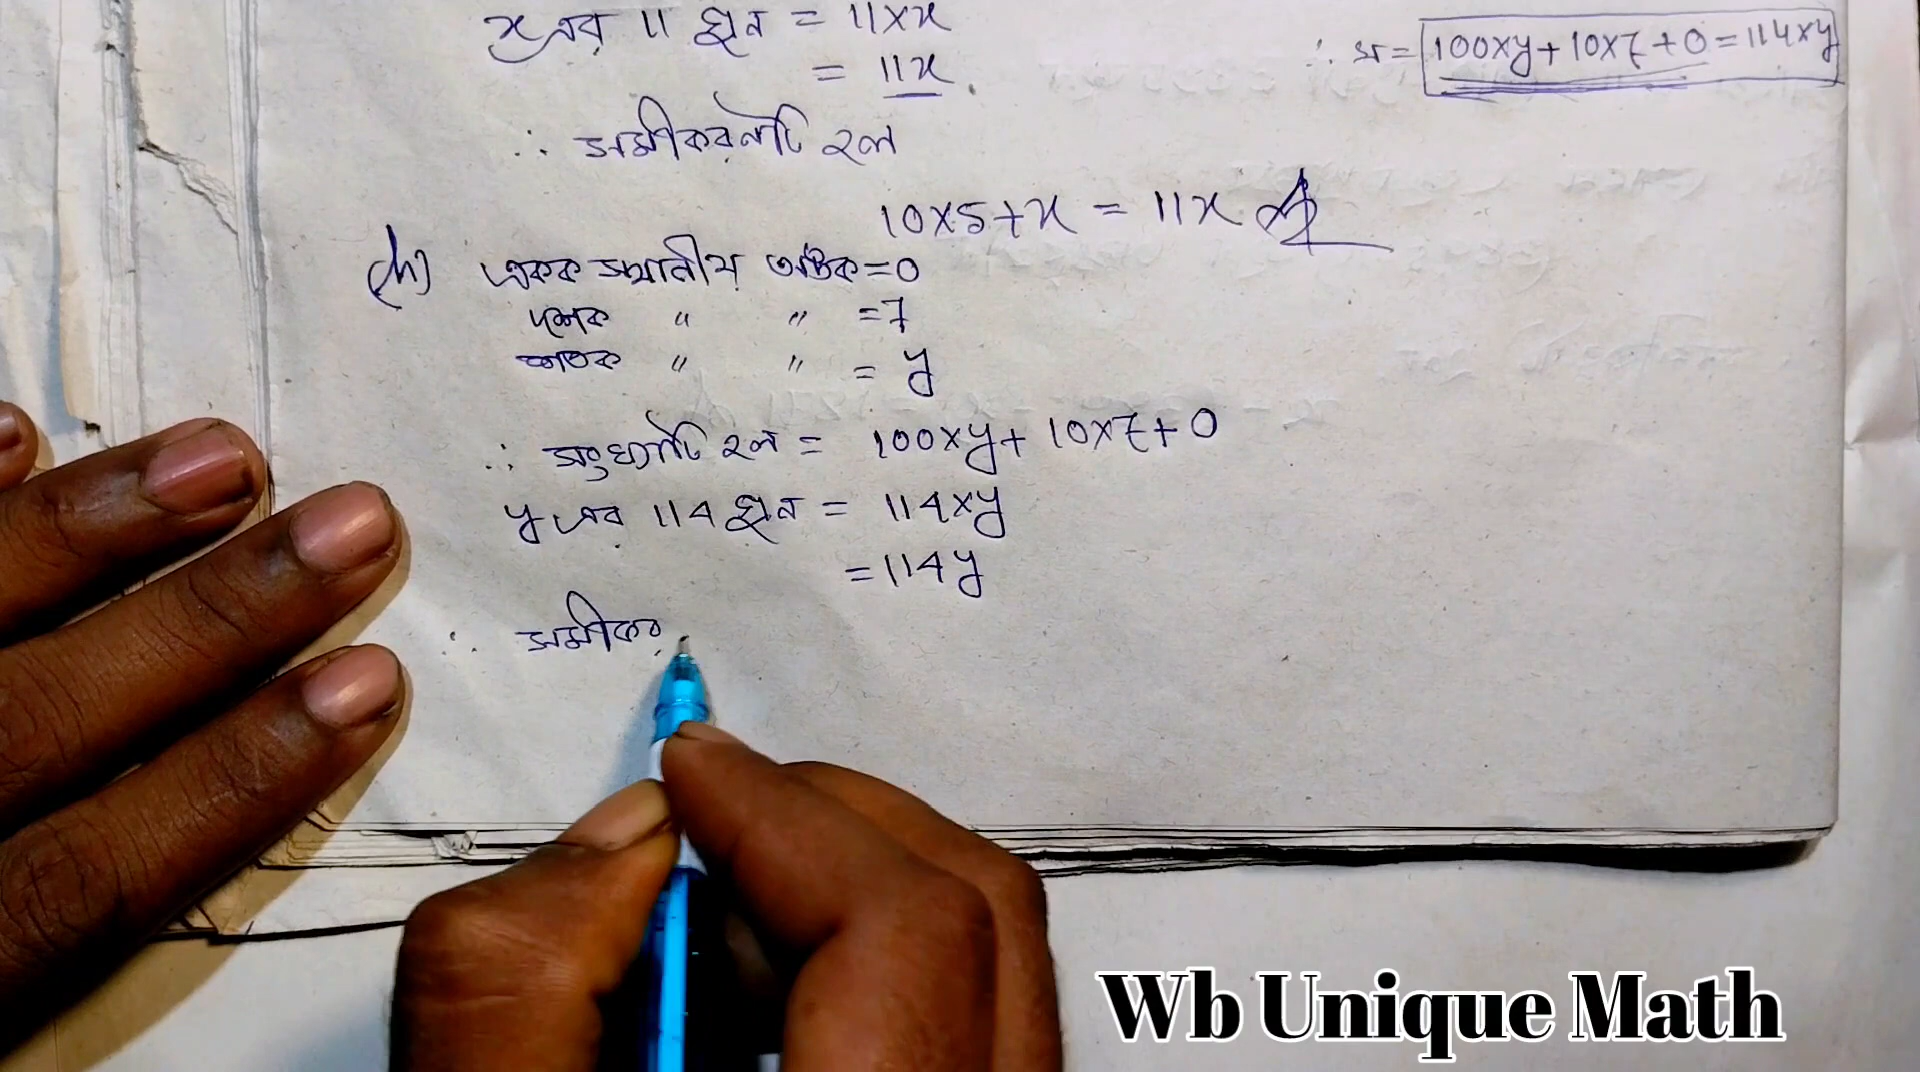 x এর 11 গুন = 11×x
= 11x
∴ সমীকরনটি হল
10×5+x = 11x
(h) একক স্থানীয় অঙ্ক = 0
দশক " " = 7
শতক " " = y
∴ সংখ্যাটি হল = 100×y + 10×7 + 0
y এর 114 গুন = 114×y
= 114y
∴ সমীকর
∴ স = 100×y + 10×7 + 0 = 114×y
Wb Unique Math